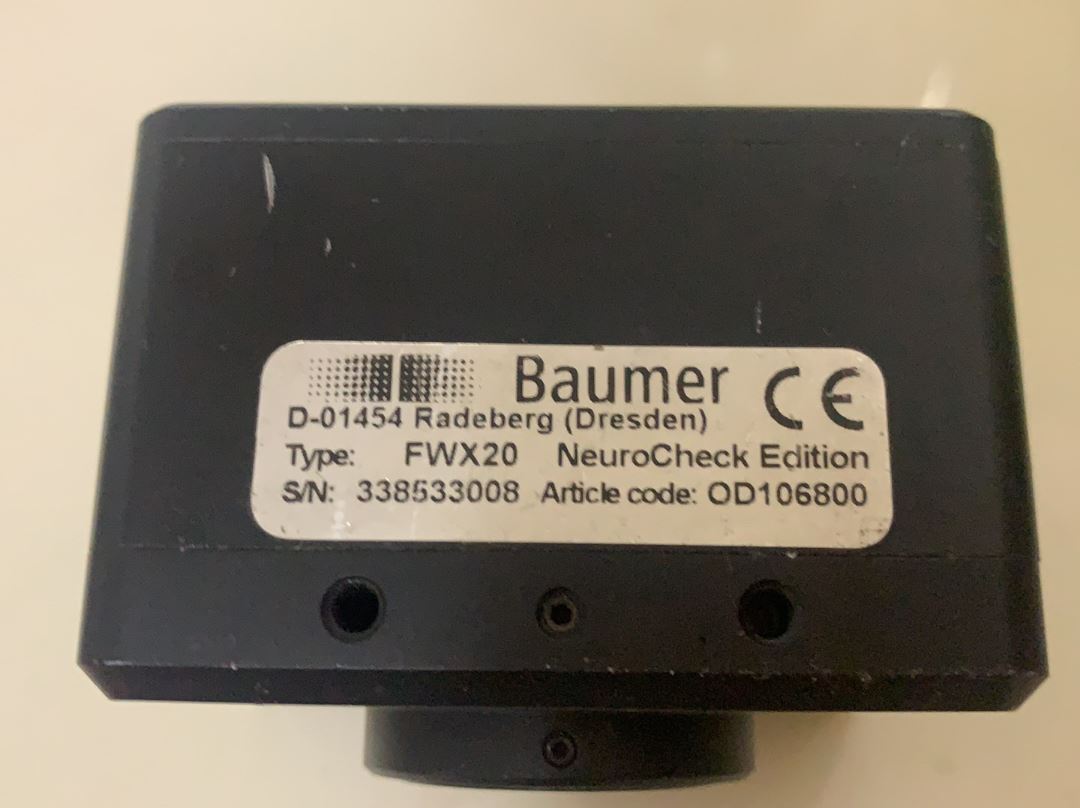 Baumer CE
D-01454 Radeberg (Dresden)
Type: FWX20 NeuroCheck Edition
S/N: 338533008 Article code: OD106800